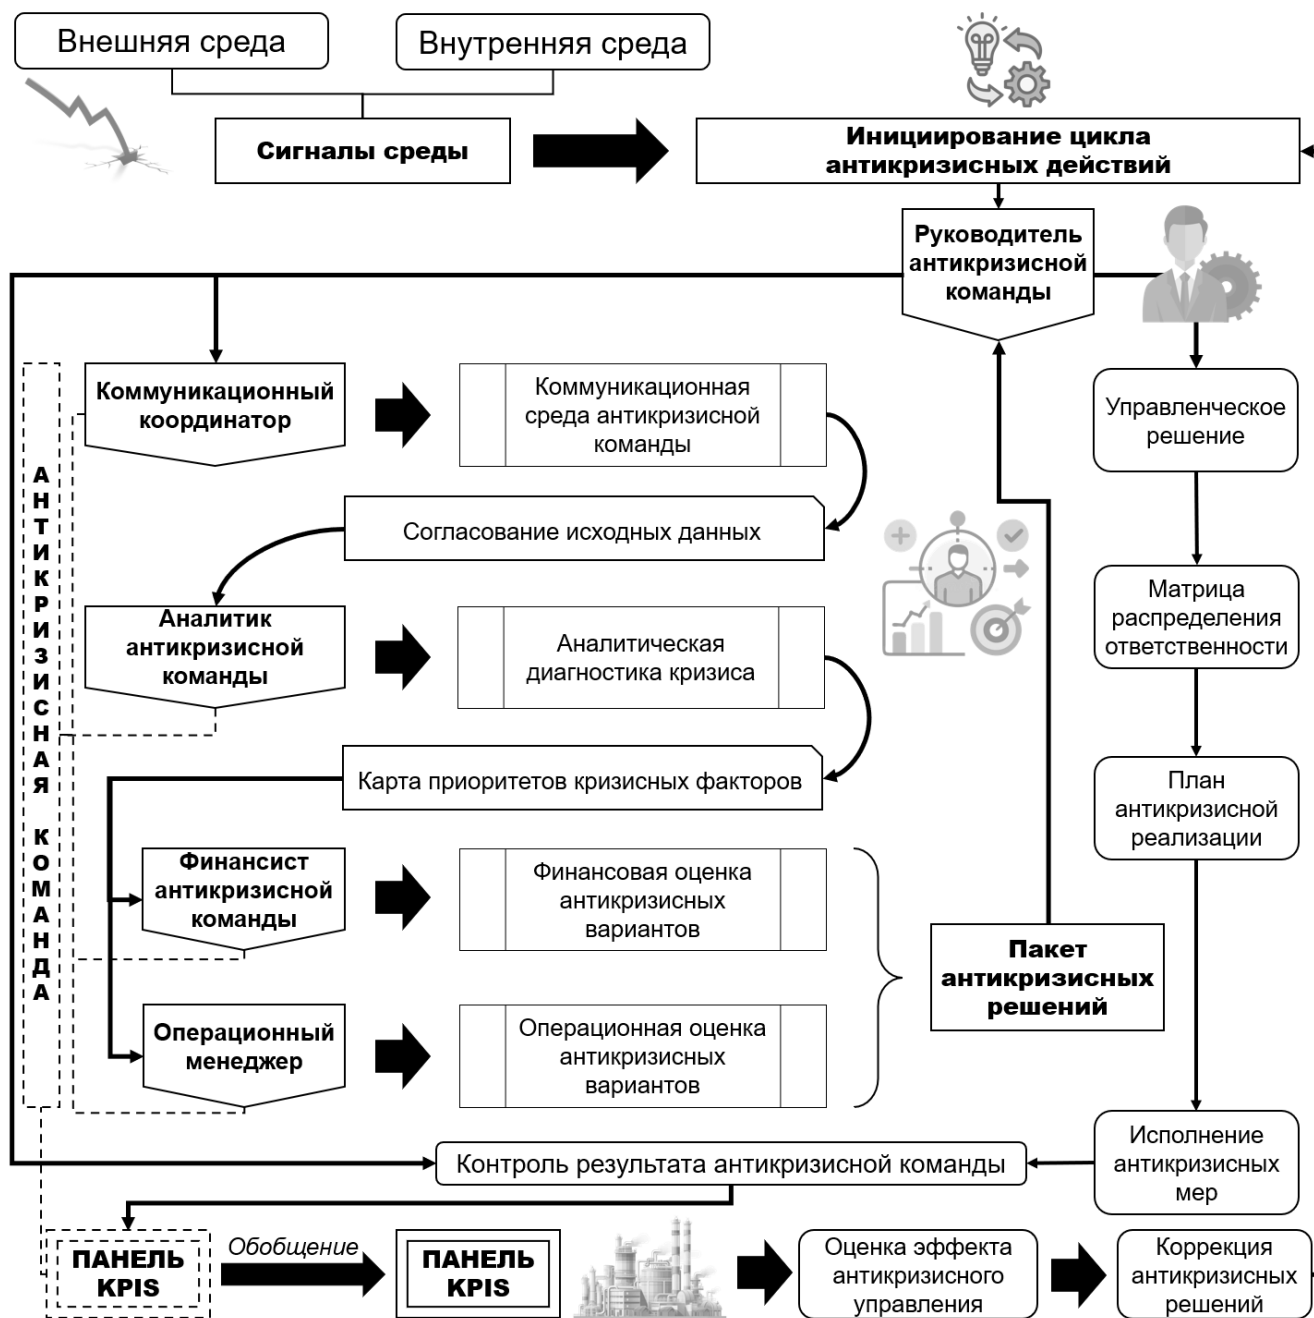 Внешняя среда
Внутренняя среда
Сигналы среды
Инициирование цикла
антикризисных действий
Руководитель
антикризисной
команды
АНТИКРИЗИСНАЯ КОМАНДА
Коммуникационный
координатор
Коммуникационная
среда антикризисной
команды
Управленческое
решение
Согласование исходных данных
Аналитик
антикризисной
команды
Аналитическая
диагностика кризиса
Матрица
распределения
ответственности
Карта приоритетов кризисных факторов
План
антикризисной
реализации
Финансист
антикризисной
команды
Финансовая оценка
антикризисных
вариантов
Пакет
антикризисных
решений
Операционный
менеджер
Операционная оценка
антикризисных
вариантов
Исполнение
антикризисных
мер
Контроль результата антикризисной команды
ПАНЕЛЬ
KPIS
Обобщение
ПАНЕЛЬ
KPIS
Оценка эффекта
антикризисного
управления
Коррекция
антикризисных
решений